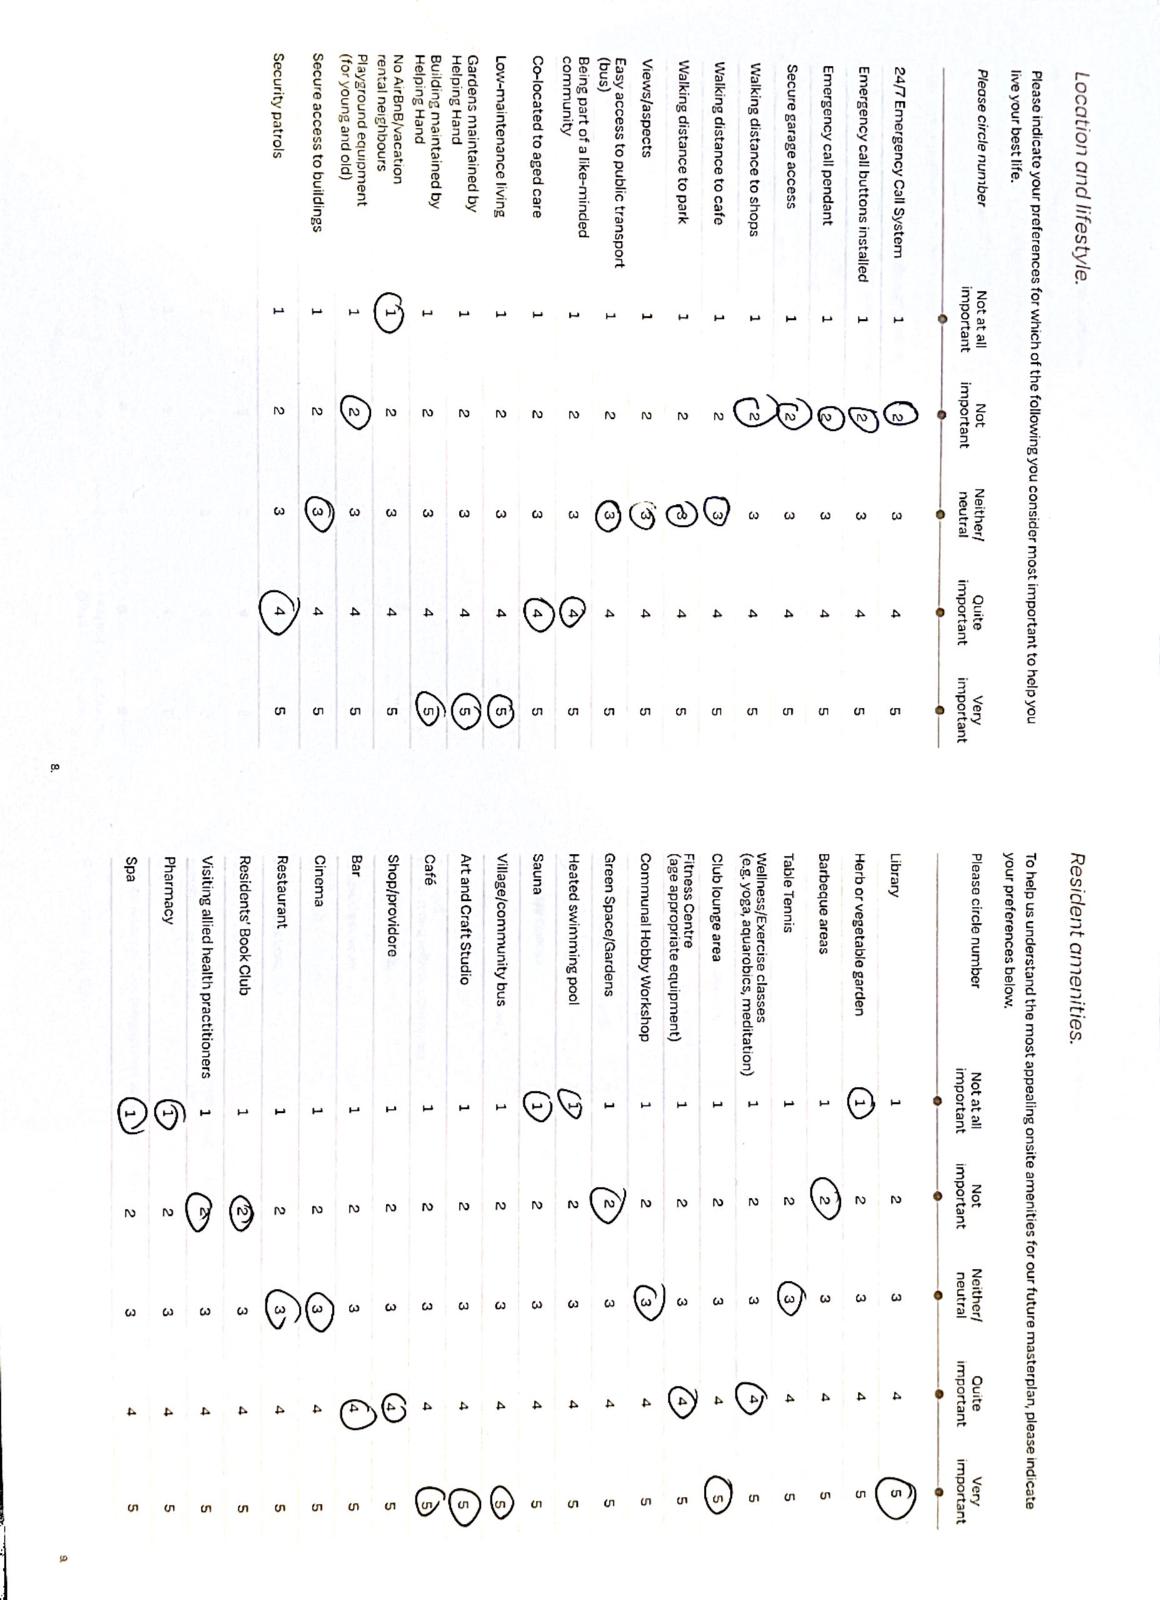 Location and lifestyle.
Please indicate your preferences for which of the following you consider most important to help you
live your best life.
Please circle number
Not at all
important
Not
important
Neither/
neutral
Quite
important
Very
important
24/7 Emergency Call System 1 2 3 4 5
Emergency call buttons installed 1 2 3 4 5
Emergency call pendant 1 2 3 4 5
Secure garage access 1 2 3 4 5
Walking distance to shops 1 2 3 4 5
Walking distance to cafe 1 2 3 4 5
Walking distance to park 1 2 3 4 5
Views/aspects 1 2 3 4 5
Easy access to public transport
(bus) 1 2 3 4 5
Being part of a like-minded
community 1 2 3 4 5
Co-located to aged care 1 2 3 4 5
Low-maintenance living 1 2 3 4 5
Gardens maintained by
Helping Hand 1 2 3 4 5
Building maintained by
Helping Hand 1 2 3 4 5
No AirBnB/vacation
rental neighbours 1 2 3 4 5
Playground equipment
(for young and old) 1 2 3 4 5
Secure access to buildings 1 2 3 4 5
Security patrols 1 2 3 4 5
8.
Resident amenities.
To help us understand the most appealing onsite amenities for our future masterplan, please indicate
your preferences below.
Please circle number
Not at all
important
Not
important
Neither/
neutral
Quite
important
Very
important
Library 1 2 3 4 5
Herb or vegetable garden 1 2 3 4 5
Barbeque areas 1 2 3 4 5
Table Tennis 1 2 3 4 5
Wellness/Exercise classes
(e.g. yoga, aquarobics, meditation) 1 2 3 4 5
Club lounge area 1 2 3 4 5
Fitness Centre
(age appropriate equipment) 1 2 3 4 5
Communal Hobby Workshop 1 2 3 4 5
Green Space/Gardens 1 2 3 4 5
Heated swimming pool 1 2 3 4 5
Sauna 1 2 3 4 5
Village/community bus 1 2 3 4 5
Art and Craft Studio 1 2 3 4 5
Café 1 2 3 4 5
Shop/providore 1 2 3 4 5
Bar 1 2 3 4 5
Cinema 1 2 3 4 5
Restaurant 1 2 3 4 5
Residents' Book Club 1 2 3 4 5
Visiting allied health practitioners 1 2 3 4 5
Pharmacy 1 2 3 4 5
Spa 1 2 3 4 5
9.